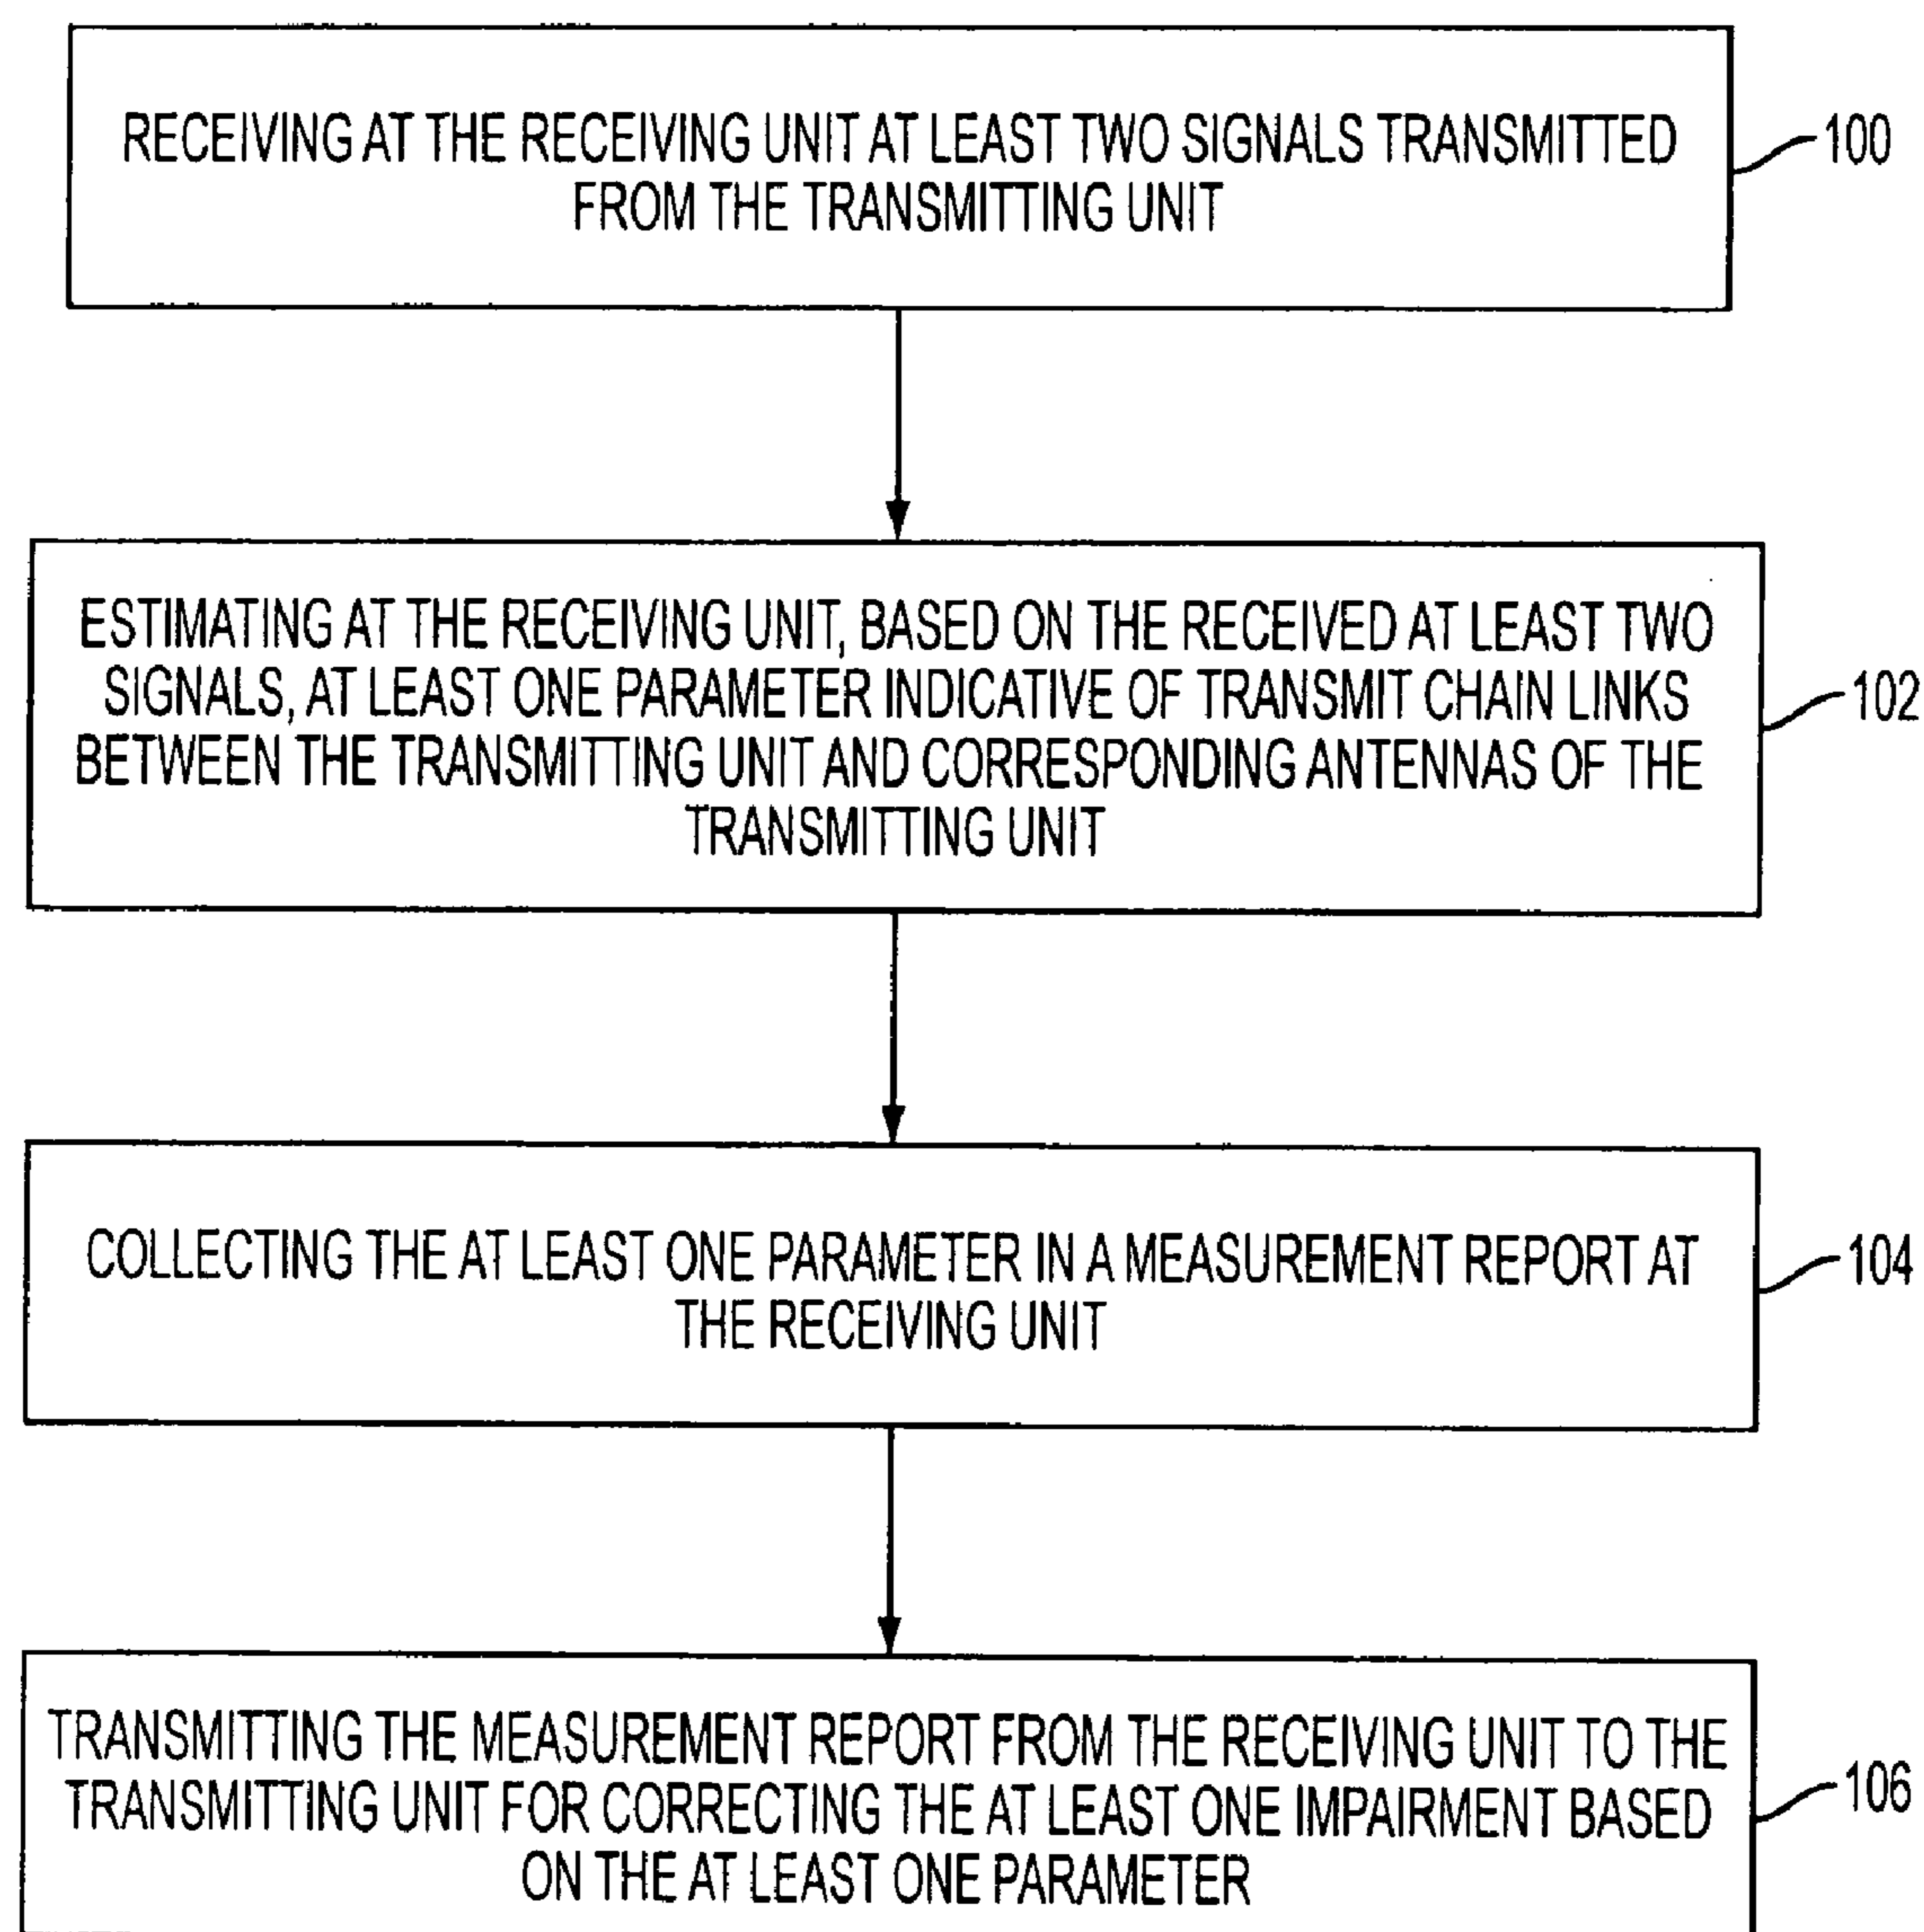 RECEIVING AT THE RECEIVING UNIT AT LEAST TWO SIGNALS TRANSMITTED
FROM THE TRANSMITTING UNIT
100
ESTIMATING AT THE RECEIVING UNIT, BASED ON THE RECEIVED AT LEAST TWO
SIGNALS, AT LEAST ONE PARAMETER INDICATIVE OF TRANSMIT CHAIN LINKS
BETWEEN THE TRANSMITTING UNIT AND CORRESPONDING ANTENNAS OF THE
TRANSMITTING UNIT
102
COLLECTING THE AT LEAST ONE PARAMETER IN A MEASUREMENT REPORT AT
THE RECEIVING UNIT
104
TRANSMITTING THE MEASUREMENT REPORT FROM THE RECEIVING UNIT TO THE
TRANSMITTING UNIT FOR CORRECTING THE AT LEAST ONE IMPAIRMENT BASED
ON THE AT LEAST ONE PARAMETER
106